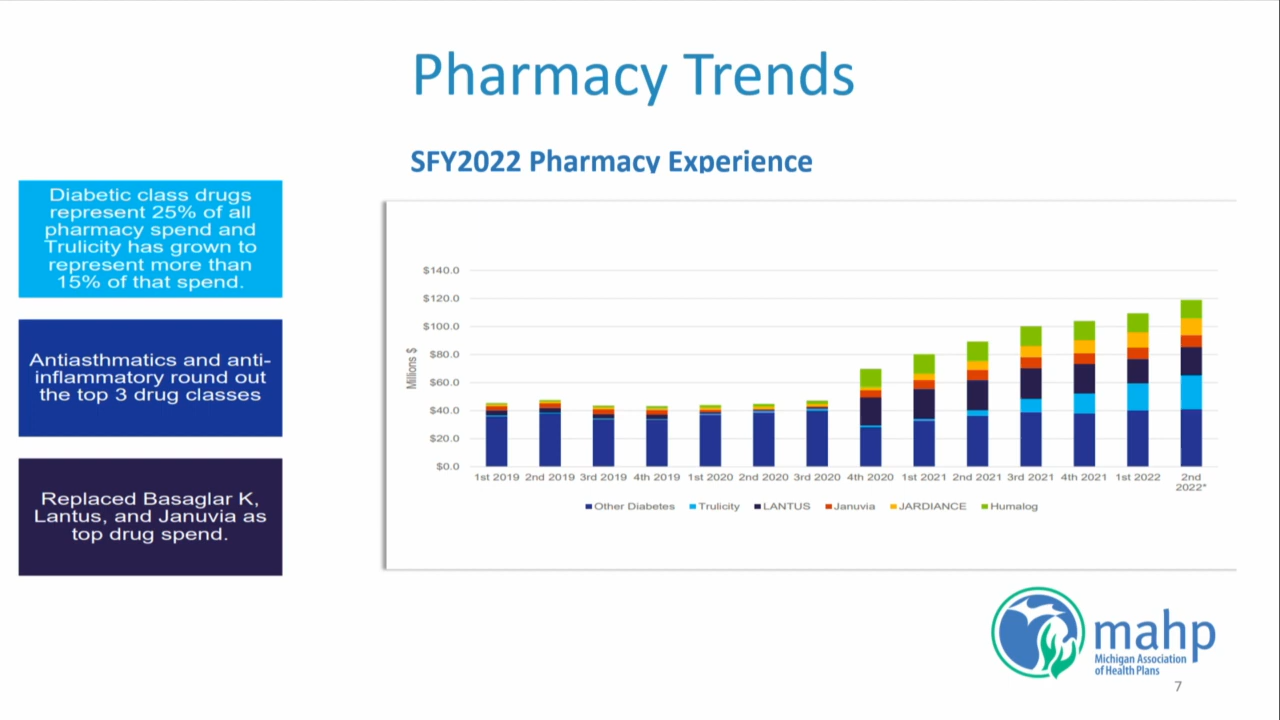 Pharmacy Trends
SFY2022 Pharmacy Experience
Diabetic class drugs
represent 25% of all
pharmacy spend and
Trulicity has grown to
represent more than
15% of that spend.
Antiasthmatics and anti-
inflammatory round out
the top 3 drug classes
Replaced Basaglar K,
Lantus, and Januvia as
top drug spend.
Millions $
$140.0
$120.0
$100.0
$80.0
$60.0
$40.0
$20.0
$0.0
1st 2019 2nd 2019 3rd 2019 4th 2019 1st 2020 2nd 2020 3rd 2020 4th 2020 1st 2021 2nd 2021 3rd 2021 4th 2021 1st 2022 2nd
2022*
Other Diabetes Trulicity LANTUS Januvia JARDIANCE Humalog
mahp
Michigan Association
of Health Plans
7